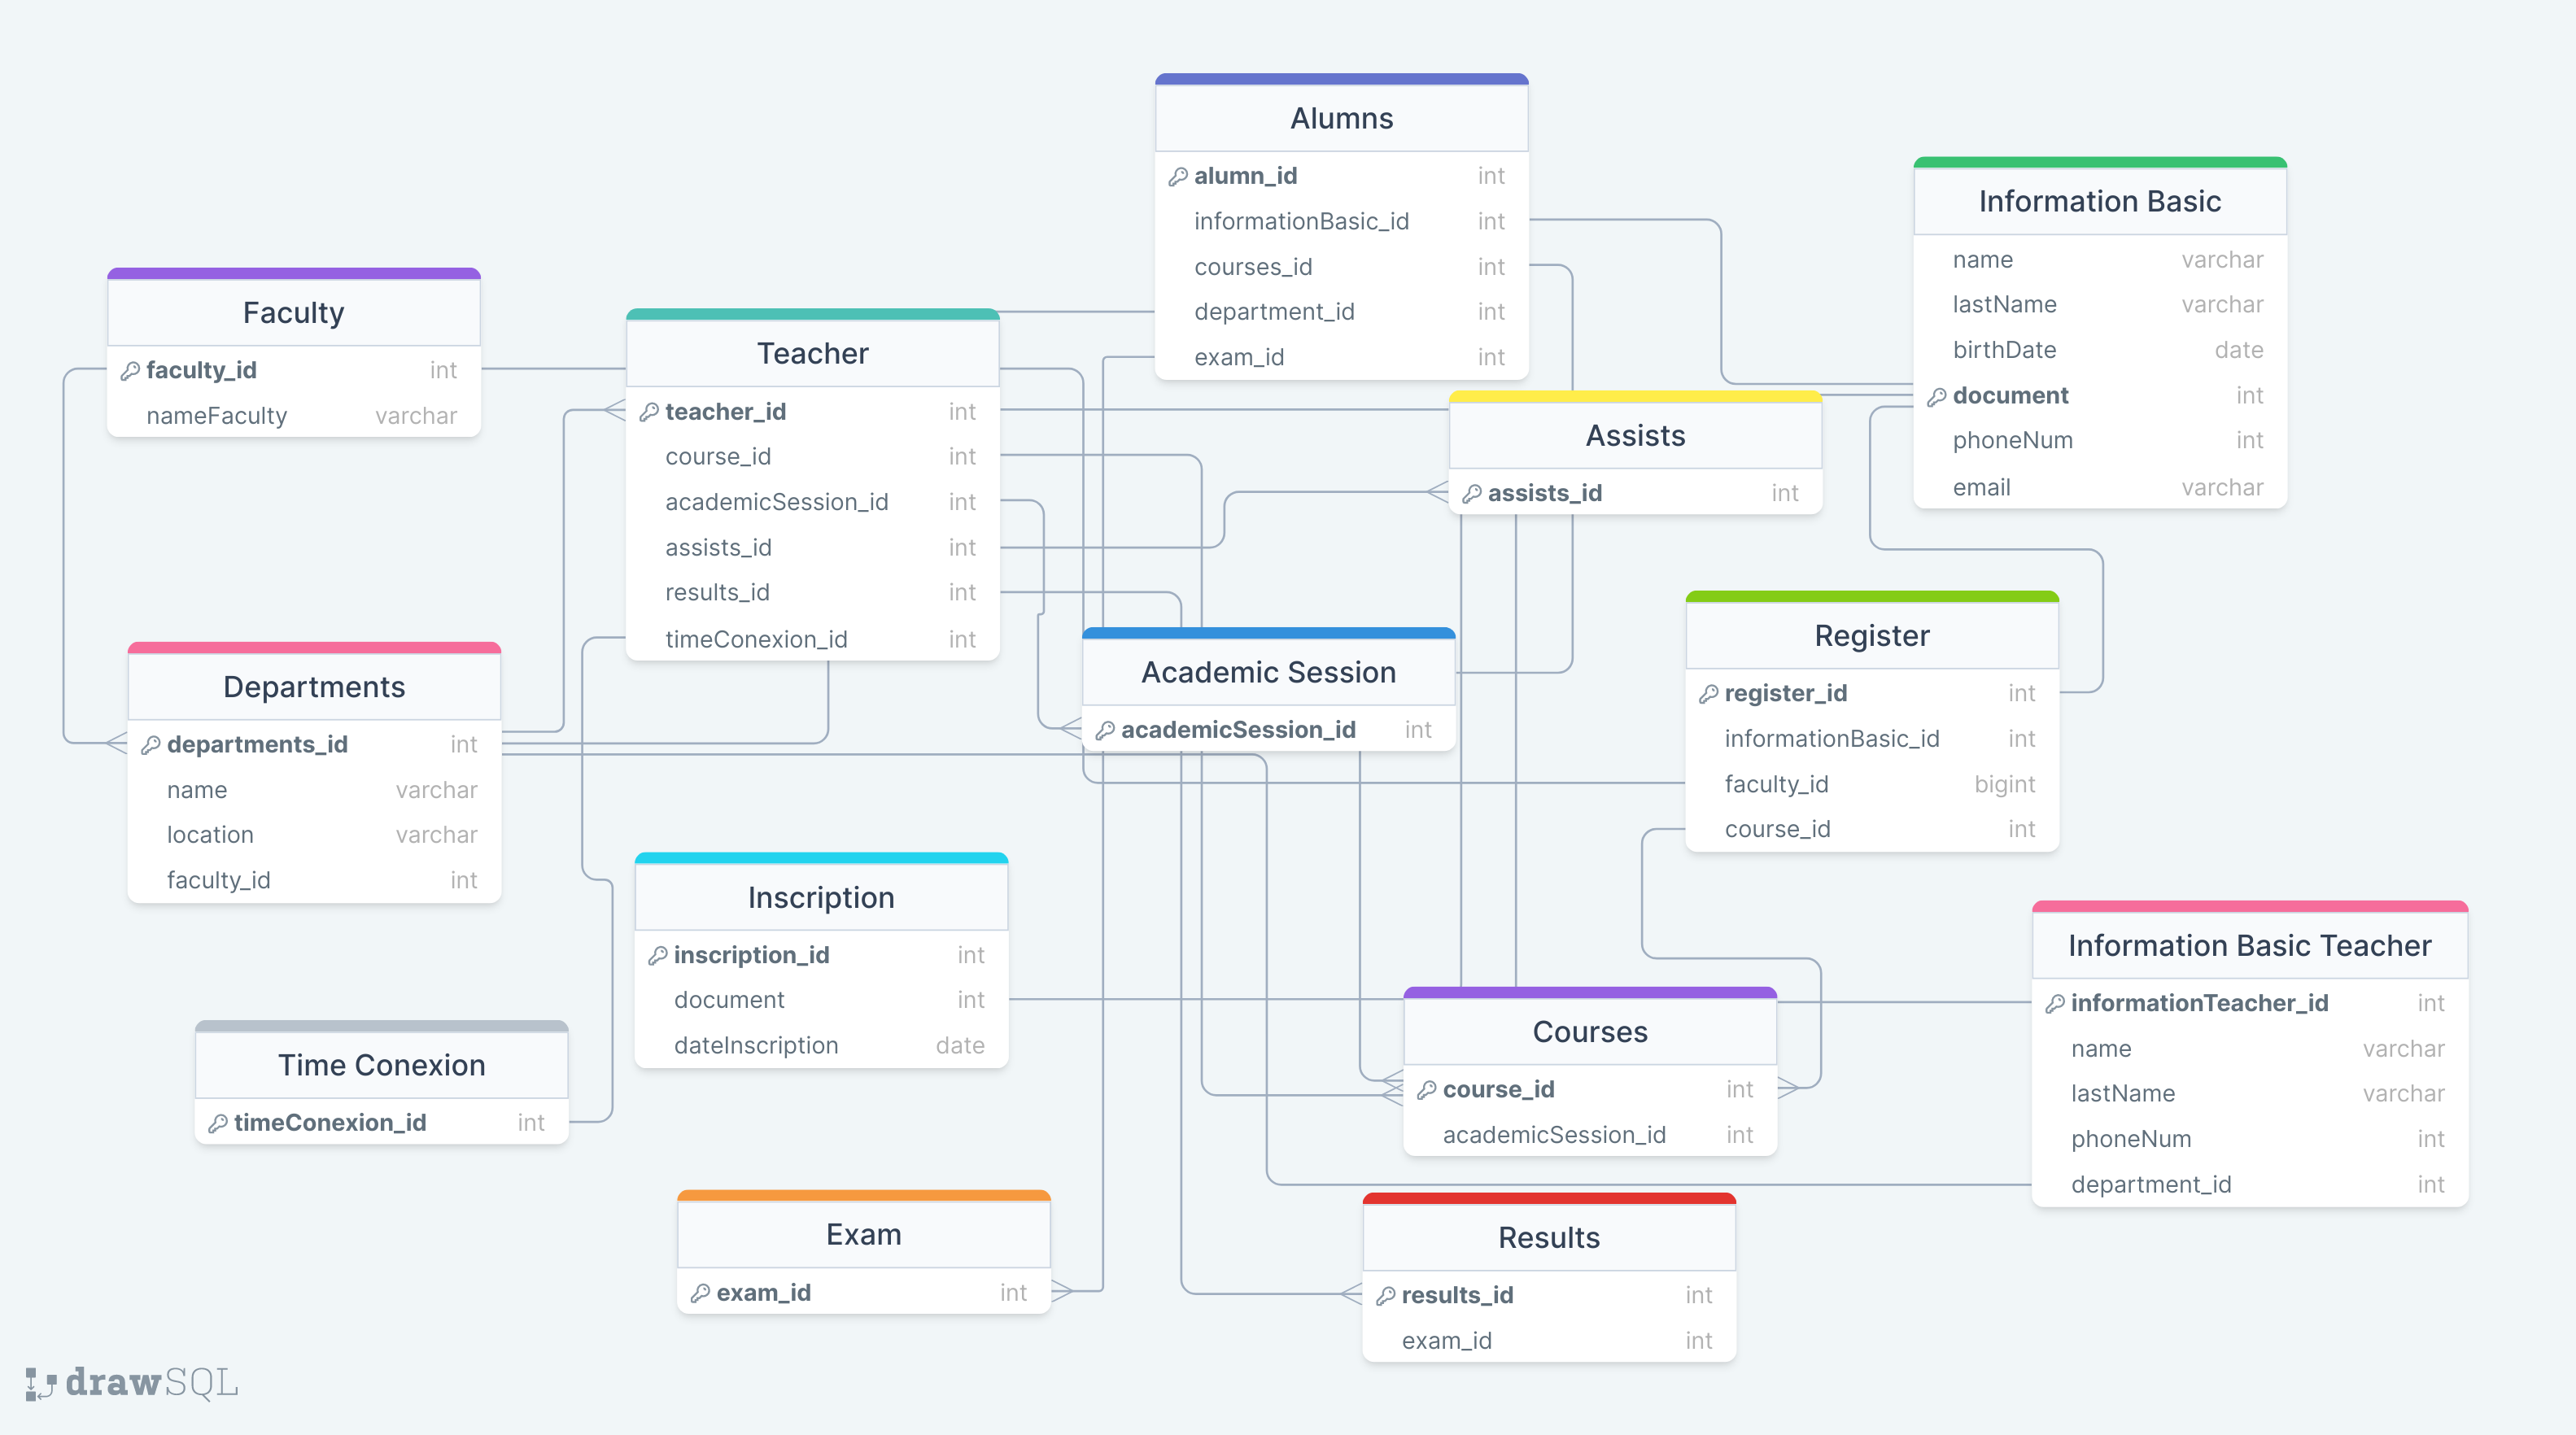 Alumns
alumn_id int
informationBasic_id int
courses_id int
department_id int
exam_id int
Information Basic
name varchar
lastName varchar
birthDate date
document int
phoneNum int
email varchar
Faculty
faculty_id int
nameFaculty varchar
Teacher
teacher_id int
course_id int
academicSession_id int
assists_id int
results_id int
timeConexion_id int
Assists
assists_id int
Departments
departments_id int
name varchar
location varchar
faculty_id int
Academic Session
academicSession_id int
Register
register_id int
informationBasic_id int
faculty_id bigint
course_id int
Inscription
inscription_id int
document int
dateInscription date
Information Basic Teacher
informationTeacher_id int
name varchar
lastName varchar
phoneNum int
department_id int
Time Conexion
timeConexion_id int
Courses
course_id int
academicSession_id int
Exam
exam_id int
Results
results_id int
exam_id int
drawSQL